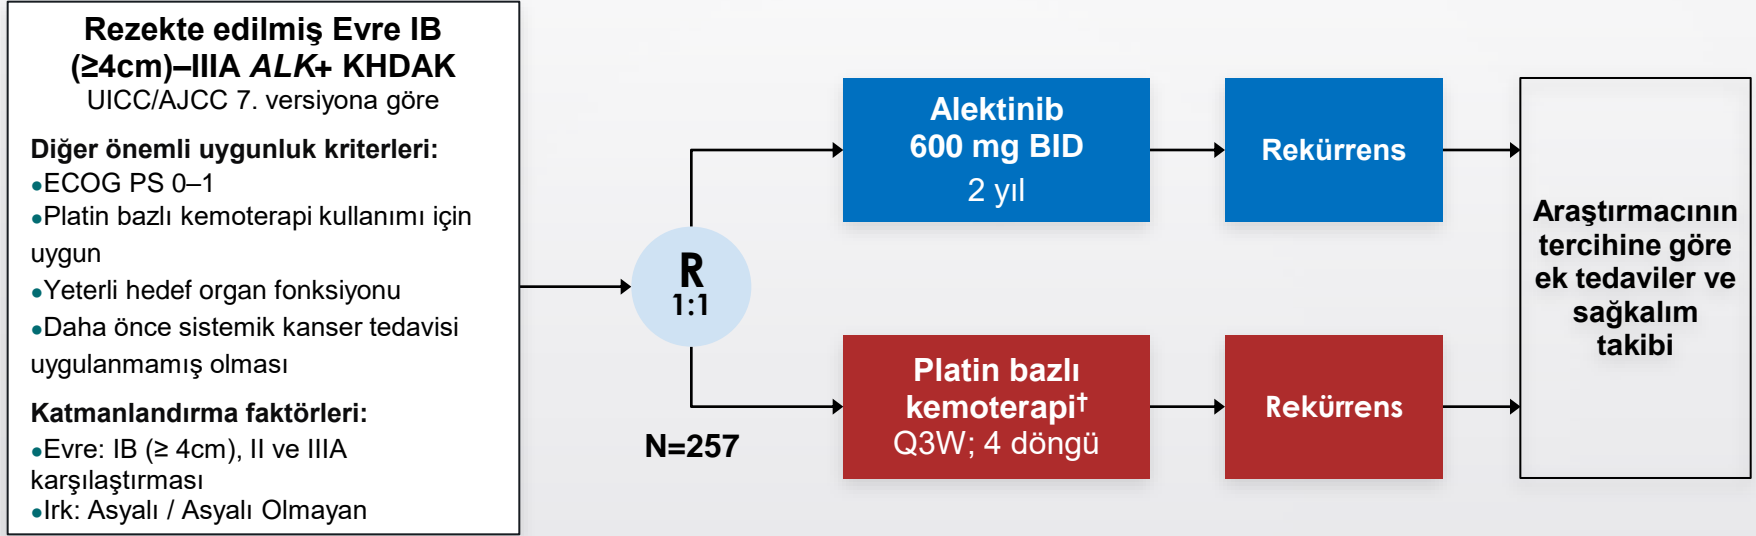 Rezekte edilmiş Evre IB
(≥4cm)–IIIA ALK+ KHDAK
UICC/AJCC 7. versiyona göre
Diğer önemli uygunluk kriterleri:
•ECOG PS 0–1
•Platin bazlı kemoterapi kullanımı için
uygun
•Yeterli hedef organ fonksiyonu
•Daha önce sistemik kanser tedavisi
uygulanmamış olması
Katmanlandırma faktörleri:
•Evre: IB (≥ 4cm), II ve IIIA
karşılaştırması
•Irk: Asyalı / Asyalı Olmayan
R
1:1
N=257
Alektinib
600 mg BID
2 yıl
Rekürrens
Platin bazlı
kemoterapi†
Q3W; 4 döngü
Rekürrens
Araştırmacının
tercihine göre
ek tedaviler ve
sağkalım
takibi